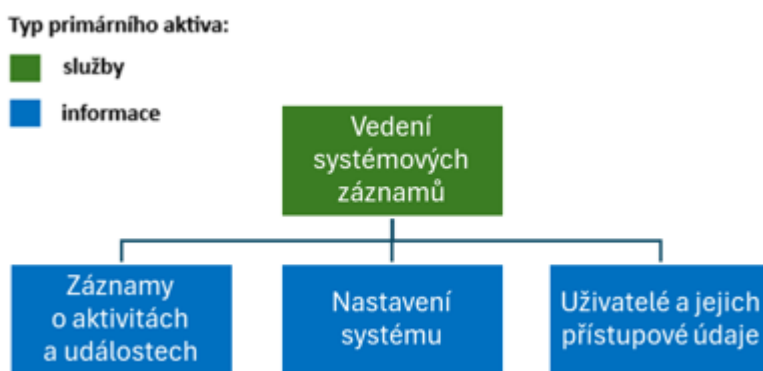 Typ primárního aktiva:
služby
informace
Vedení
systémových
záznamů
Záznamy
o aktivitách
a událostech
Nastavení
systému
Uživatelé a jejich
přístupové údaje